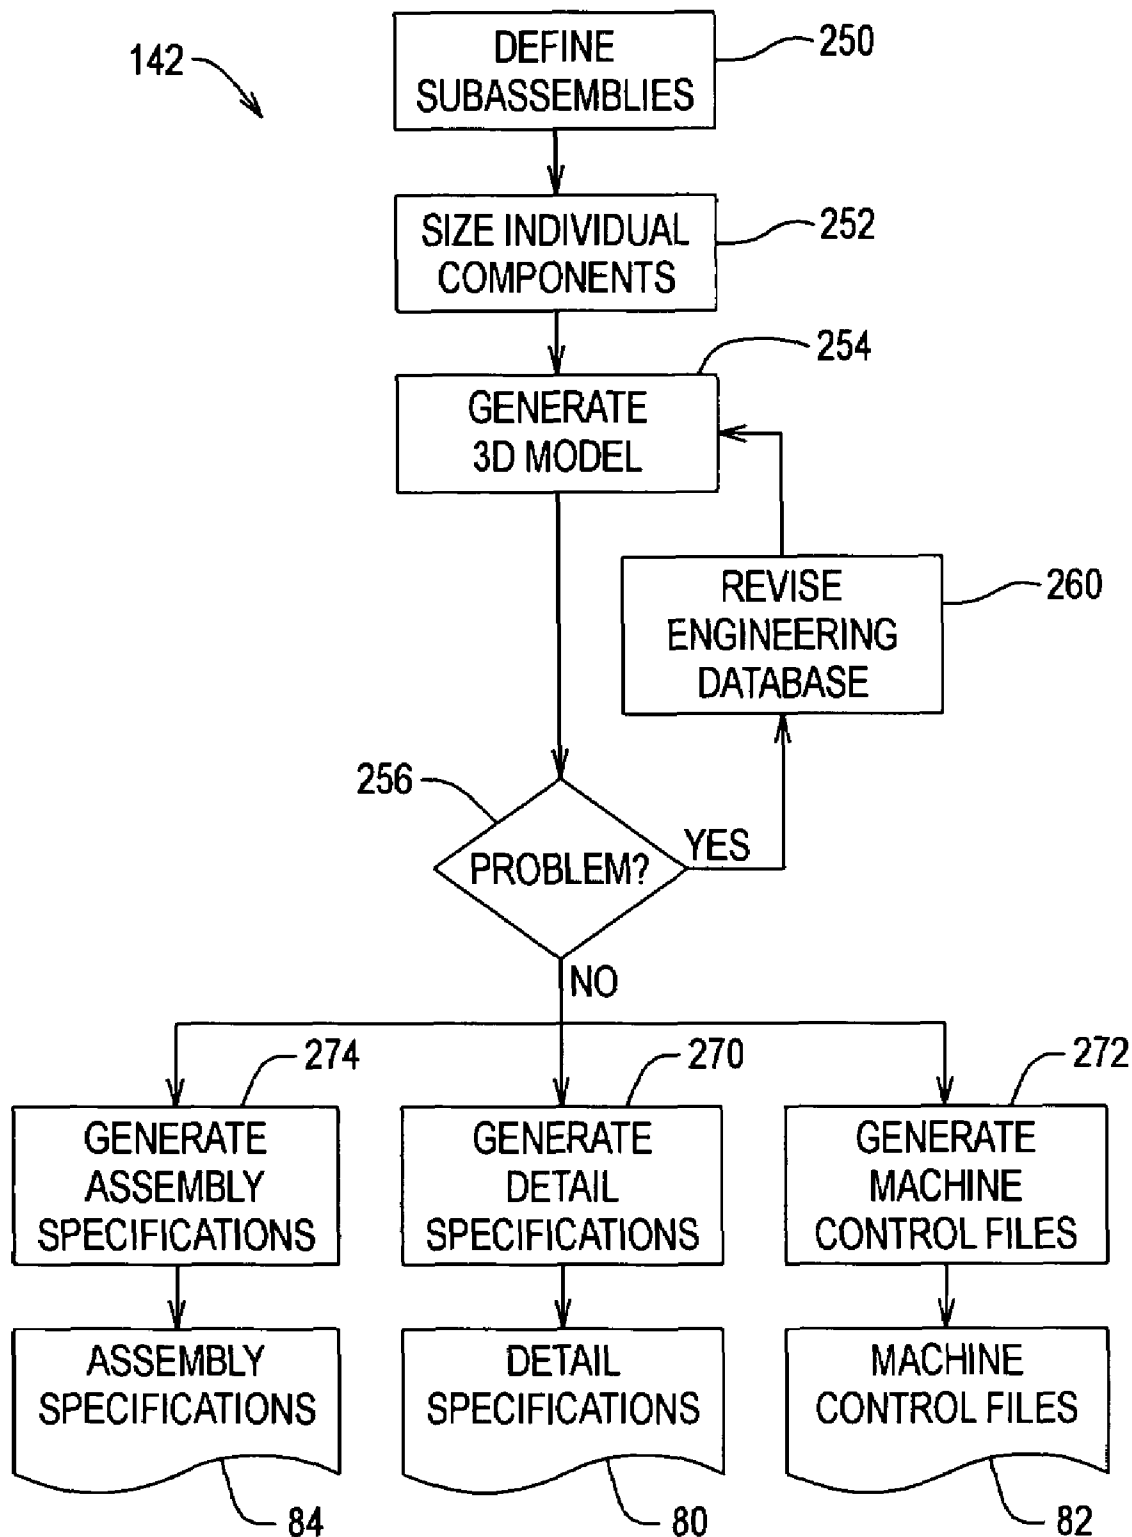 142
DEFINE
SUBASSEMBLIES
250
SIZE INDIVIDUAL
COMPONENTS
252
254
GENERATE
3D MODEL
REVISE
ENGINEERING
DATABASE
260
256
PROBLEM?
YES
NO
274
270
272
GENERATE
ASSEMBLY
SPECIFICATIONS
GENERATE
DETAIL
SPECIFICATIONS
GENERATE
MACHINE
CONTROL FILES
ASSEMBLY
SPECIFICATIONS
DETAIL
SPECIFICATIONS
MACHINE
CONTROL FILES
84
80
82